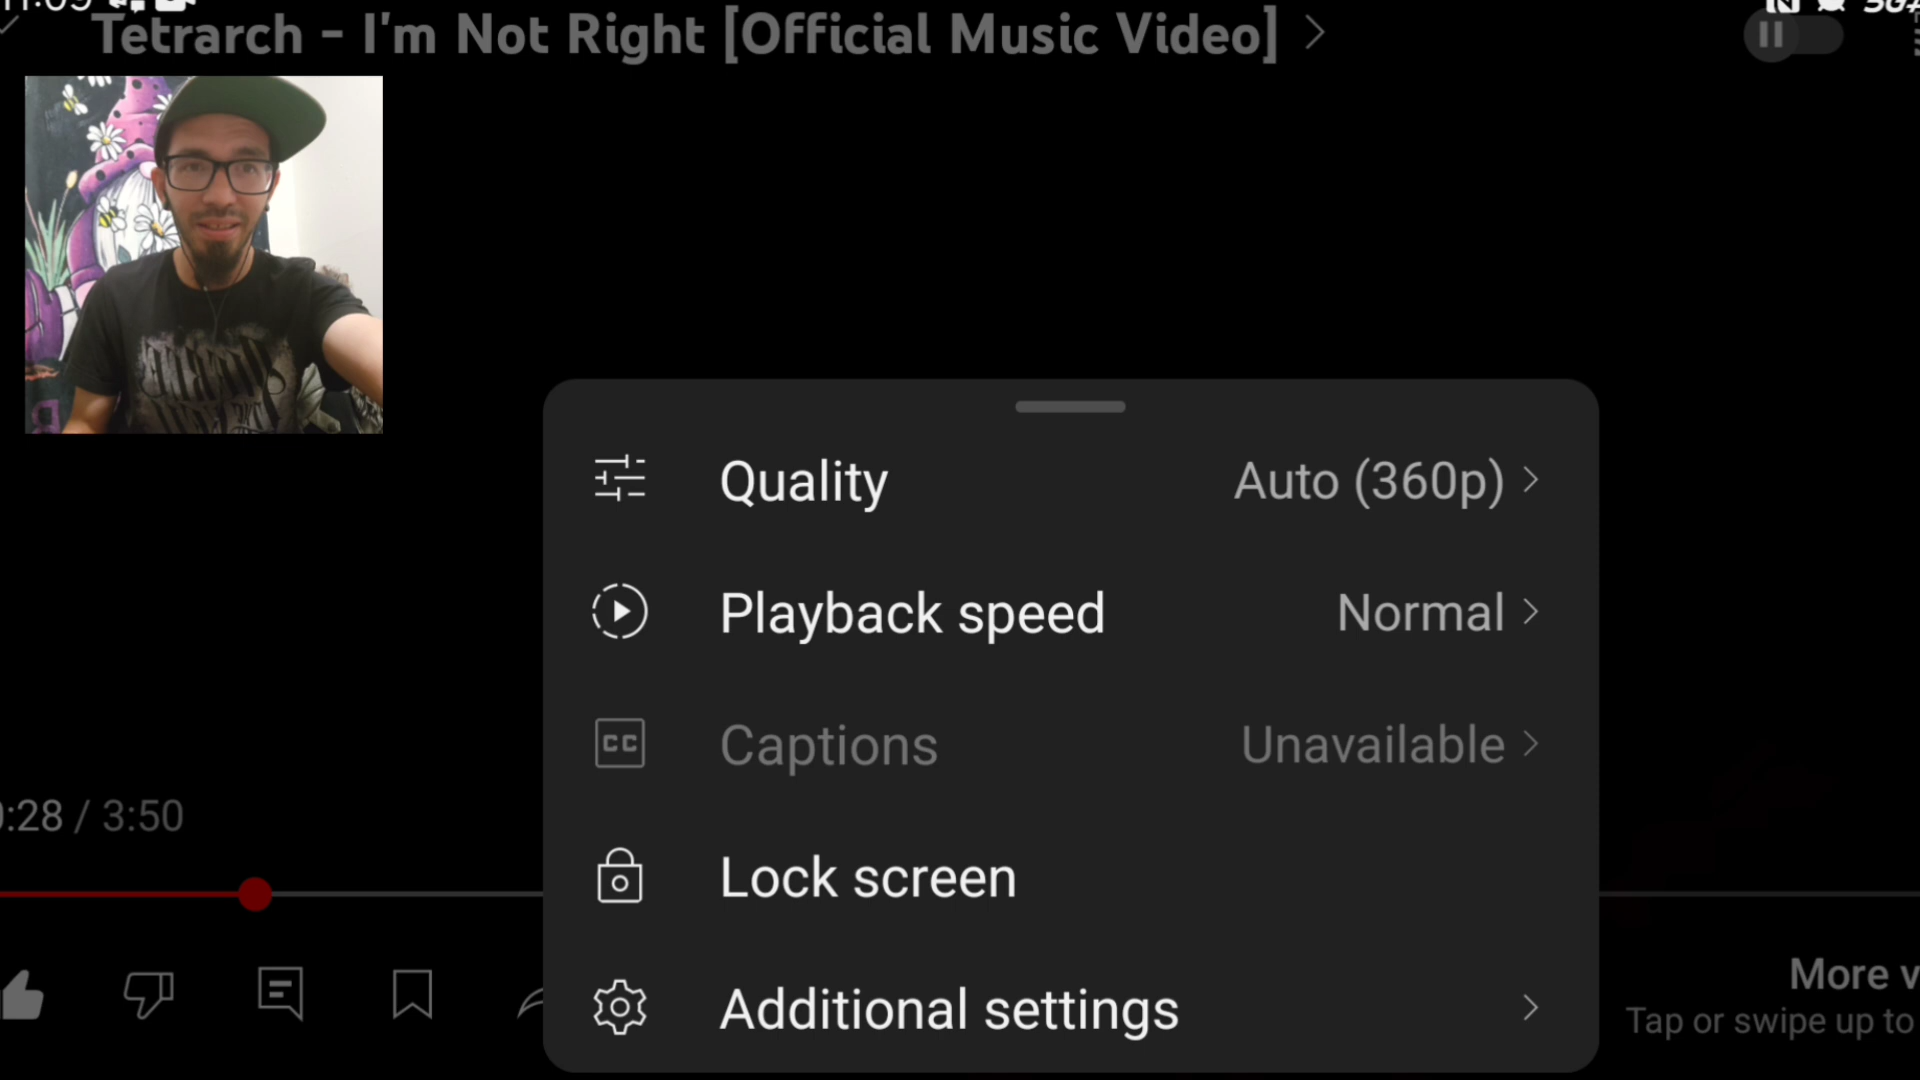 Tetrarch - I'm Not Right [Official Music Video]
Quality Auto (360p)
Playback speed Normal
CC Captions Unavailable
:28 / 3:50
Lock screen
More v
Tap or swipe up to
Additional settings